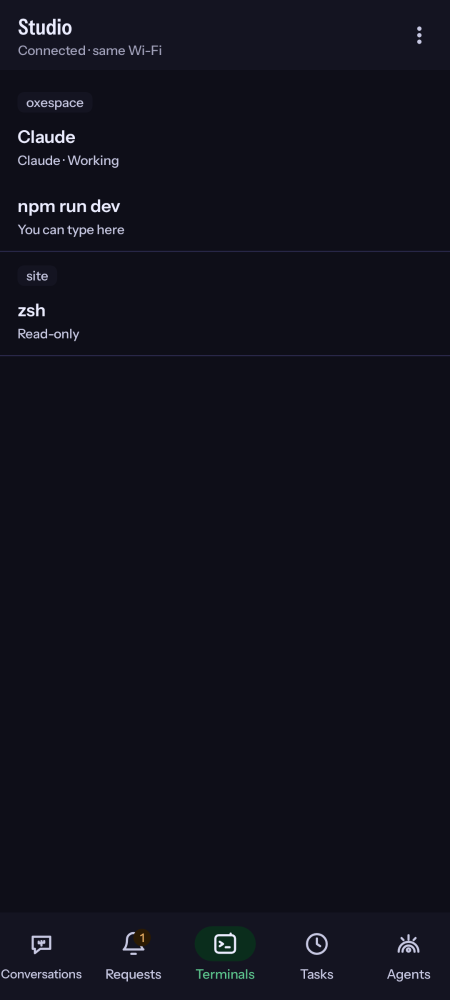 Studio
Connected · same Wi-Fi
oxespace
Claude
Claude · Working
npm run dev
You can type here
site
zsh
Read-only
1
Conversations
Requests
Terminals
Tasks
Agents